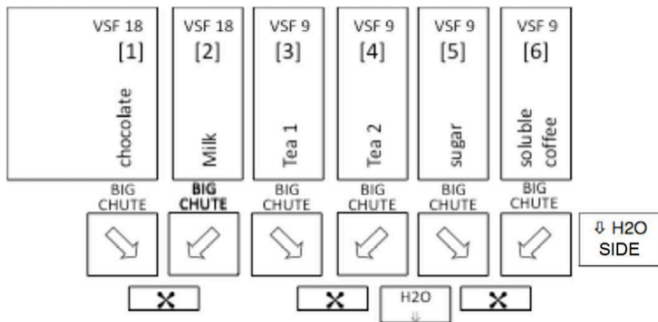 VSF 18
[1]
chocolate
VSF 18
[2]
Milk
VSF 9
[3]
Tea 1
VSF 9
[4]
Tea 2
VSF 9
[5]
sugar
VSF 9
[6]
soluble
coffee
BIG
CHUTE
BIG
CHUTE
BIG
CHUTE
BIG
CHUTE
BIG
CHUTE
BIG
CHUTE
⇩ H2O
SIDE
H2O
⇩